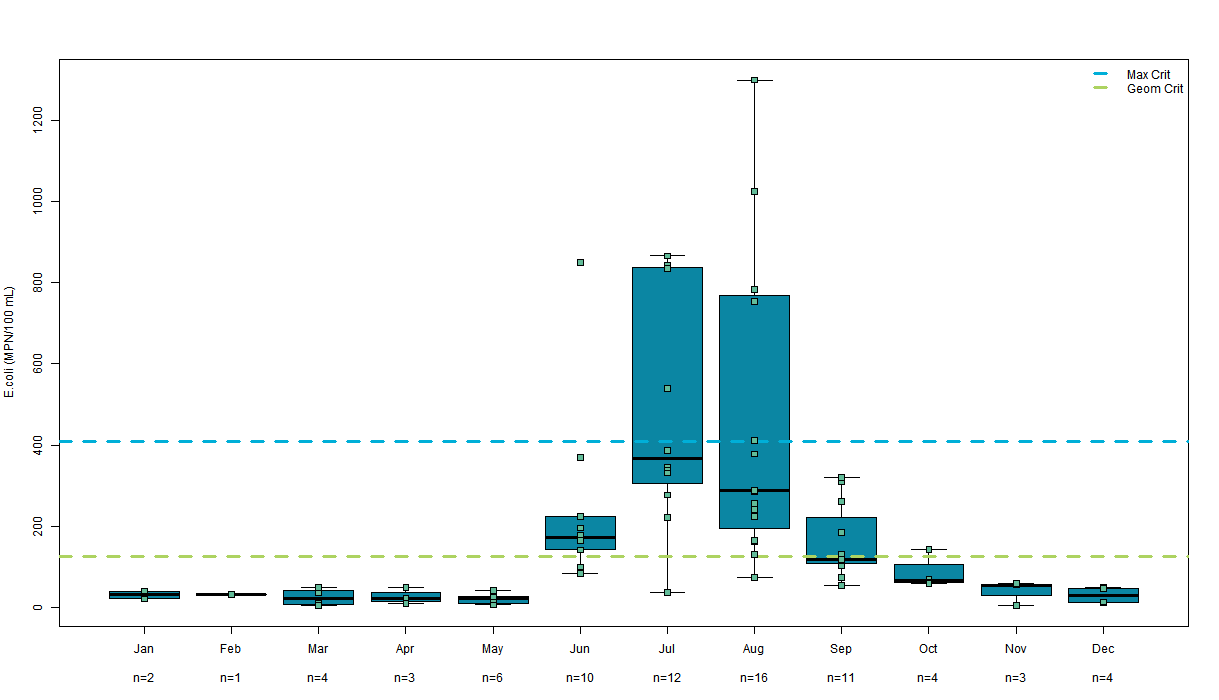 Max Crit
Geom Crit
E.coli (MPN/100 mL)
1200
1000
800
600
400
200
0
Jan Feb Mar Apr May Jun Jul Aug Sep Oct Nov Dec
n=2 n=1 n=4 n=3 n=6 n=10 n=12 n=16 n=11 n=4 n=3 n=4